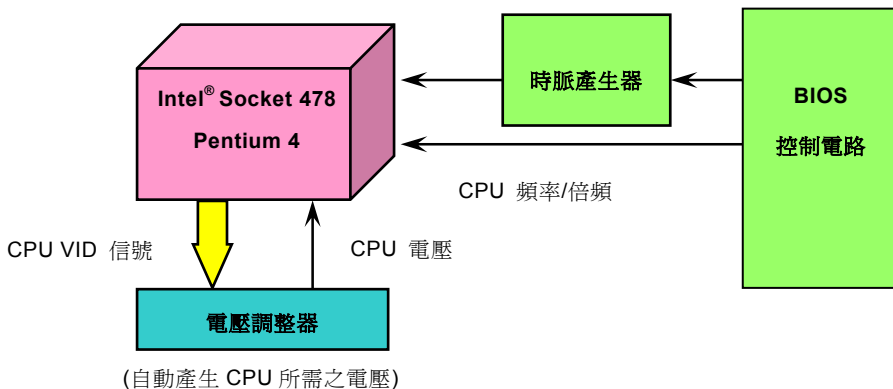 Intel® Socket 478
Pentium 4
時脈產生器
BIOS
控制電路
CPU 頻率/倍頻
CPU VID 信號
CPU 電壓
電壓調整器
(自動產生 CPU 所需之電壓)